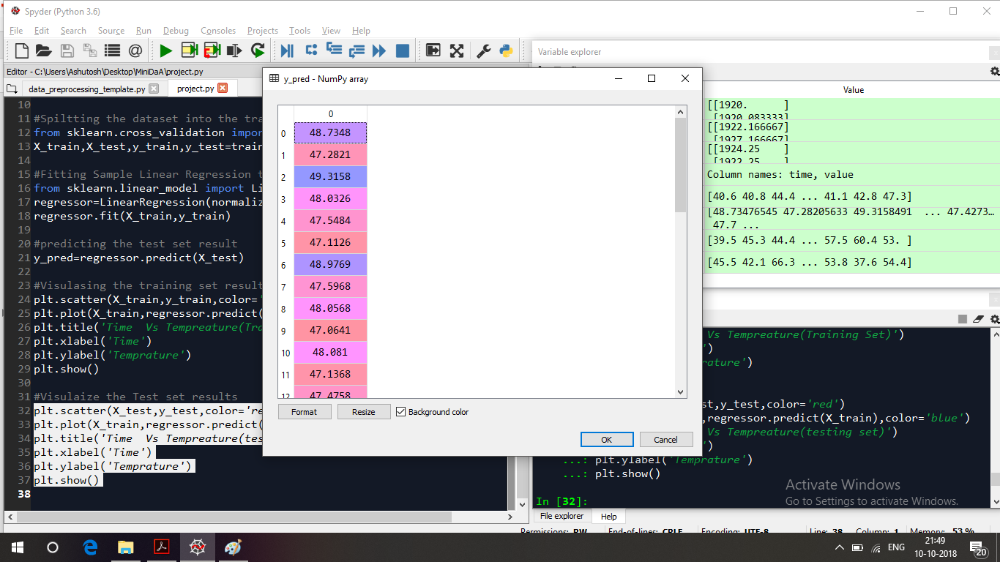 Spyder (Python 3.6)
File Edit Search Source Run Debug Consoles Projects Tools View Help
Editor - C:\Users\Ashutosh\Desktop\MiniDaA\project.py
data_preprocessing_template.py project.py
10
11 #Spiltting the dataset into the tra
12 from sklearn.cross_validation impor
13 X_train,X_test,y_train,y_test=train
14
15 #Fitting Sample Linear Regression t
16 from sklearn.linear_model import Li
17 regressor=LinearRegression(normaliz
18 regressor.fit(X_train,y_train)
19
20 #predicting the test set result
21 y_pred=regressor.predict(X_test)
22
23 #Visulasing the training set result
24 plt.scatter(X_train,y_train,color='
25 plt.plot(X_train,regressor.predict(
26 plt.title('Time  Vs Tempreature(Tra
27 plt.xlabel('Time')
28 plt.ylabel('Temprature')
29 plt.show()
30
31 #Visulaize the Test set results
32 plt.scatter(X_test,y_test,color='re
33 plt.plot(X_train,regressor.predict(
34 plt.title('Time  Vs Tempreature(tes
35 plt.xlabel('Time')
36 plt.ylabel('Temprature')
37 plt.show()
38
y_pred - NumPy array
0
0 48.7348
1 47.2821
2 49.3158
3 48.0326
4 47.5484
5 47.1126
6 48.9769
7 47.5968
8 48.0568
9 47.0641
10 48.081
11 47.1368
12 47.4758
Format Resize Background color
OK Cancel
Variable explorer
Value
[[1920.      ]
[1920.083333]
[[1922.166667]
[1927.166667]
[[1924.25    ]
[1922.25
Column names: time, value
[40.6 40.8 44.4 ... 41.1 42.8 47.3]
[48.73476545 47.28205633 49.3158491  ... 47.4273…
47.7 ...
[39.5 45.3 44.4 ... 57.5 60.4 53. ]
[45.5 42.1 66.3 ... 53.8 37.6 54.4]
Vs Tempreature(Training Set)')
')
rature')
st,y_test,color='red')
,regressor.predict(X_train),color='blue')
Vs Tempreature(testing set)')
')
...: plt.ylabel('Temprature')
...: plt.show()
In [32]:
Activate Windows
Go to Settings to activate Windows.
File explorer Help
Permissions: RW End-of-lines: CRLF Encoding: UTF-8 Line: 38 Column: 1 Memory: 53 %
ENG
21:49
10-10-2018
20